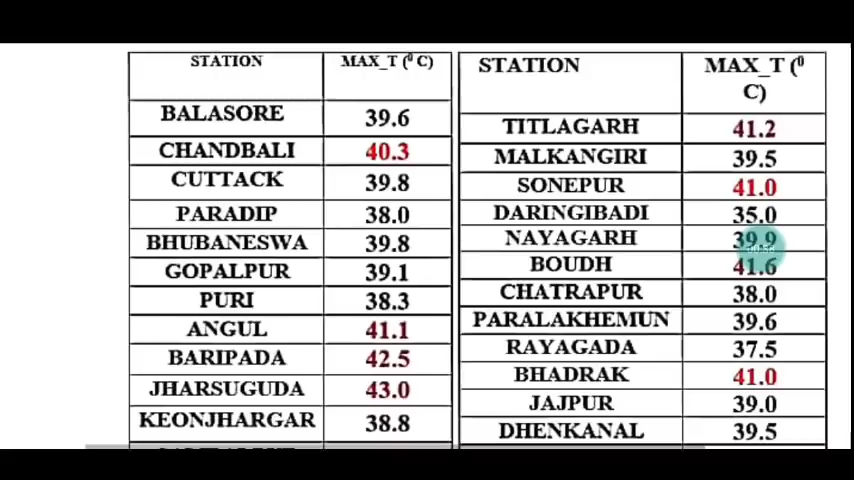 STATION MAX_T (⁰ C)
BALASORE 39.6
CHANDBALI 40.3
CUTTACK 39.8
PARADIP 38.0
BHUBANESWA 39.8
GOPALPUR 39.1
PURI 38.3
ANGUL 41.1
BARIPADA 42.5
JHARSUGUDA 43.0
KEONJHARGAR 38.8
STATION MAX_T (⁰
C)
TITLAGARH 41.2
MALKANGIRI 39.5
SONEPUR 41.0
DARINGIBADI 35.0
NAYAGARH 39.9
BOUDH 41.6
CHATRAPUR 38.0
PARALAKHEMUN 39.6
RAYAGADA 37.5
BHADRAK 41.0
JAJPUR 39.0
DHENKANAL 39.5